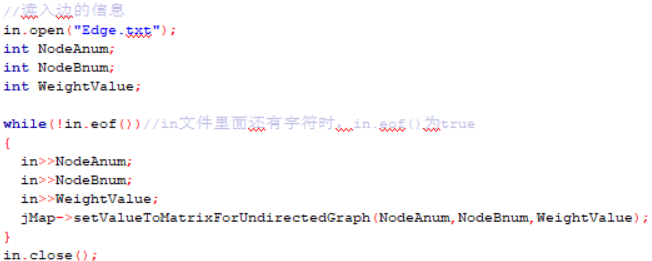 //读入边的信息
in.open("Edge.txt");
int NodeAnum;
int NodeBnum;
int WeightValue;
while(!in.eof())//in文件里面还有字符时，in.eof()为true
{
in>>NodeAnum;
in>>NodeBnum;
in>>WeightValue;
jMap->setValueToMatrixForUndirectedGraph(NodeAnum,NodeBnum,WeightValue);
}
in.close();